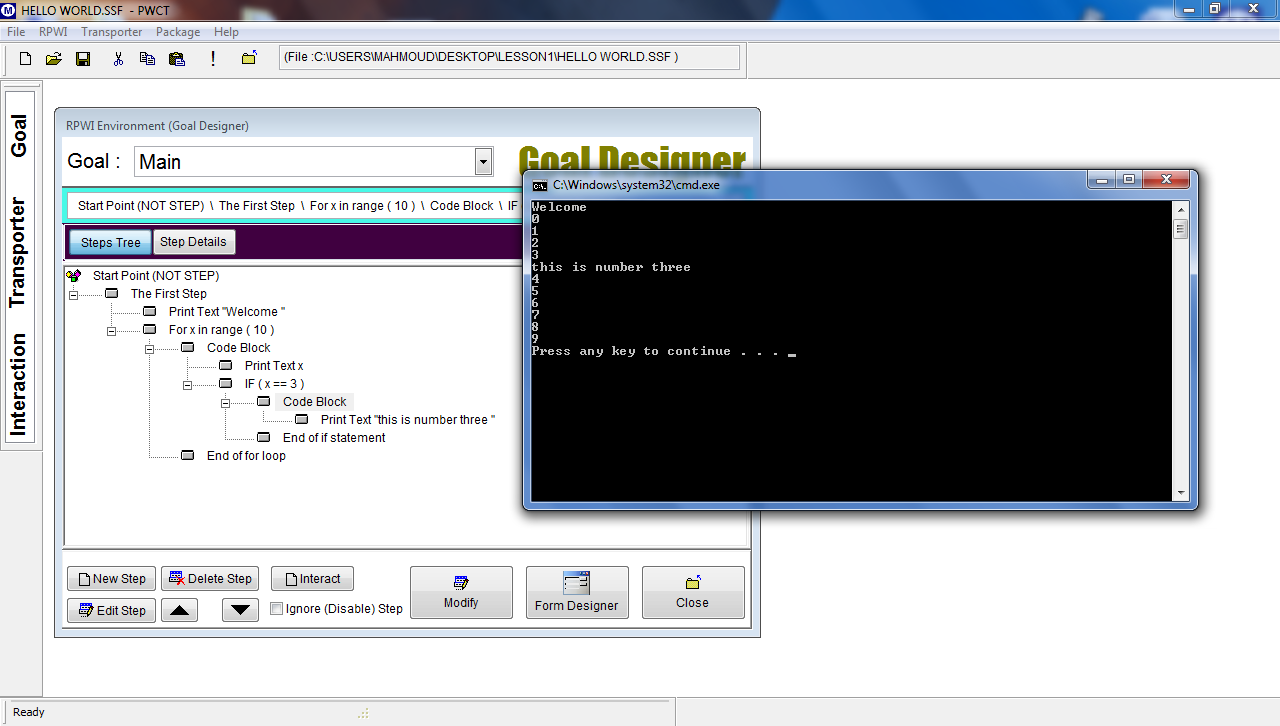 HELLO WORLD.SSF - PWCT
File RPWI Transporter Package Help
(File :C:\USERS\MAHMOUD\DESKTOP\LESSON1\HELLO WORLD.SSF )
Goal
Transporter
Interaction
RPWI Environment (Goal Designer)
Goal : Main
Goal Designer
Start Point (NOT STEP) \ The First Step \ For x in range ( 10 ) \ Code Block \ IF
Steps Tree Step Details
Start Point (NOT STEP)
The First Step
Print Text "Welcome "
For x in range ( 10 )
Code Block
Print Text x
IF ( x == 3 )
Code Block
Print Text "this is number three "
End of if statement
End of for loop
New Step Delete Step Interact
Edit Step Ignore (Disable) Step
Modify Form Designer Close
C:\Windows\system32\cmd.exe
Welcome
0
1
2
3
this is number three
4
5
6
7
8
9
Press any key to continue . . . _
Ready